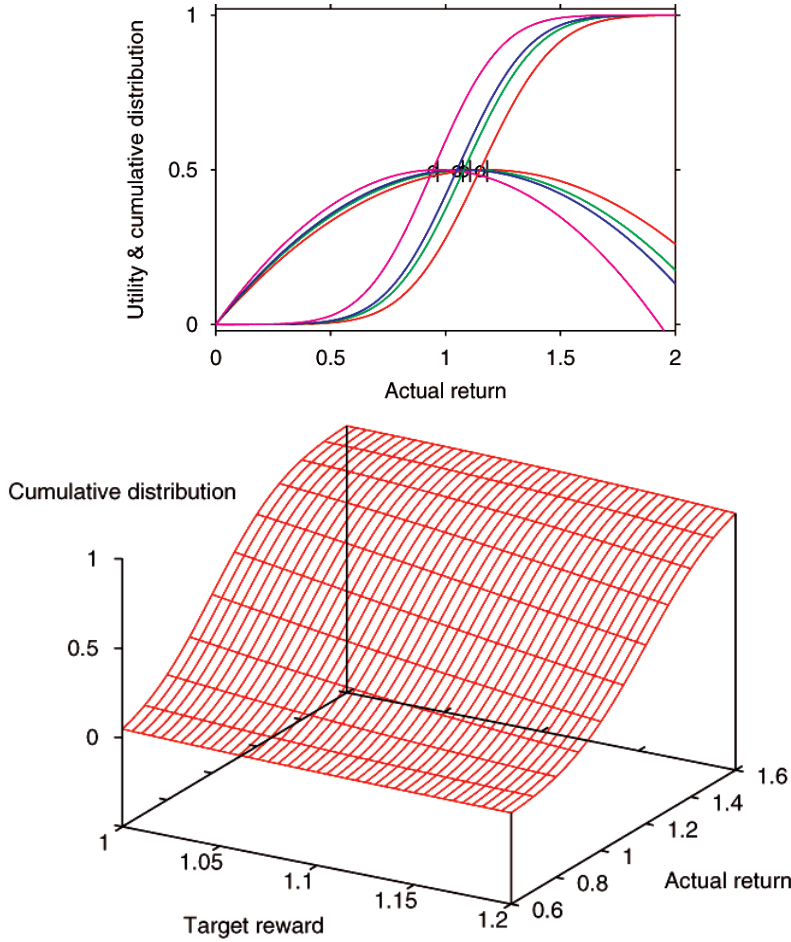 1
Utility & cumulative distribution
0.5
0
0 0.5 1 1.5 2
Actual return
Cumulative distribution
1
0.5
0
1 1.05 1.1 1.15 1.2
Target reward
0.6 0.8 1 1.2 1.4 1.6
Actual return